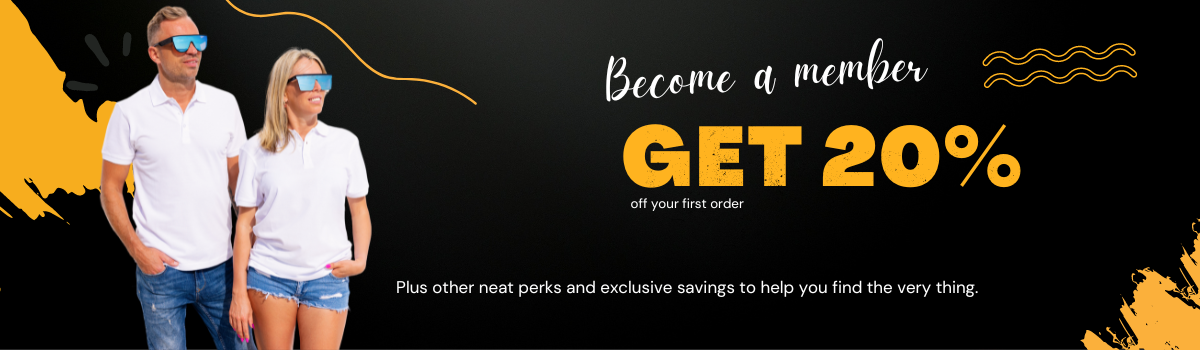 Become a member
GET 20%
off your first order
Plus other neat perks and exclusive savings to help you find the very thing.